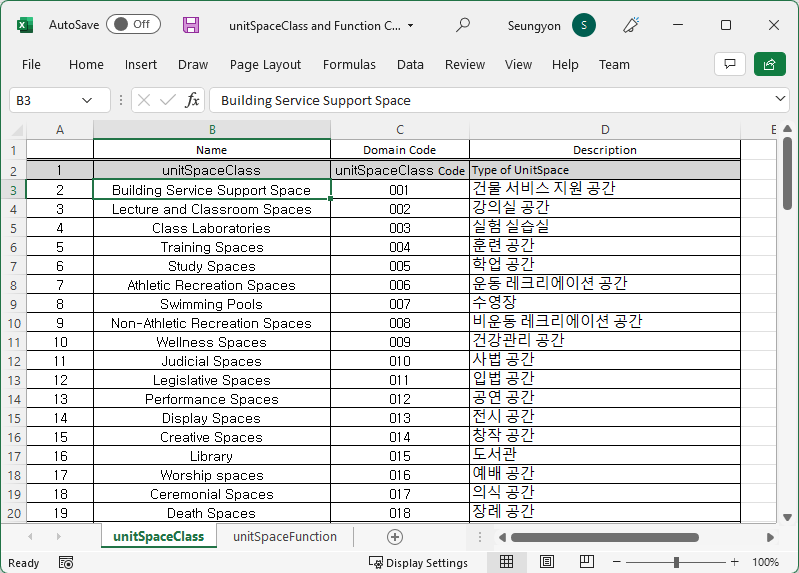 AutoSave Off unitSpaceClass and Function C... Seungyon S
File Home Insert Draw Page Layout Formulas Data Review View Help Team
B3 fx Building Service Support Space
A B C D E
1 Name Domain Code Description
2 1 unitSpaceClass unitSpaceClass Code Type of UnitSpace
3 2 Building Service Support Space 001 건물 서비스 지원 공간
4 3 Lecture and Classroom Spaces 002 강의실 공간
5 4 Class Laboratories 003 실험 실습실
6 5 Training Spaces 004 훈련 공간
7 6 Study Spaces 005 학업 공간
8 7 Athletic Recreation Spaces 006 운동 레크리에이션 공간
9 8 Swimming Pools 007 수영장
10 9 Non-Athletic Recreation Spaces 008 비운동 레크리에이션 공간
11 10 Wellness Spaces 009 건강관리 공간
12 11 Judicial Spaces 010 사법 공간
13 12 Legislative Spaces 011 입법 공간
14 13 Performance Spaces 012 공연 공간
15 14 Display Spaces 013 전시 공간
16 15 Creative Spaces 014 창작 공간
17 16 Library 015 도서관
18 17 Worship spaces 016 예배 공간
19 18 Ceremonial Spaces 017 의식 공간
20 19 Death Spaces 018 장례 공간
unitSpaceClass unitSpaceFunction
Ready Display Settings 100%